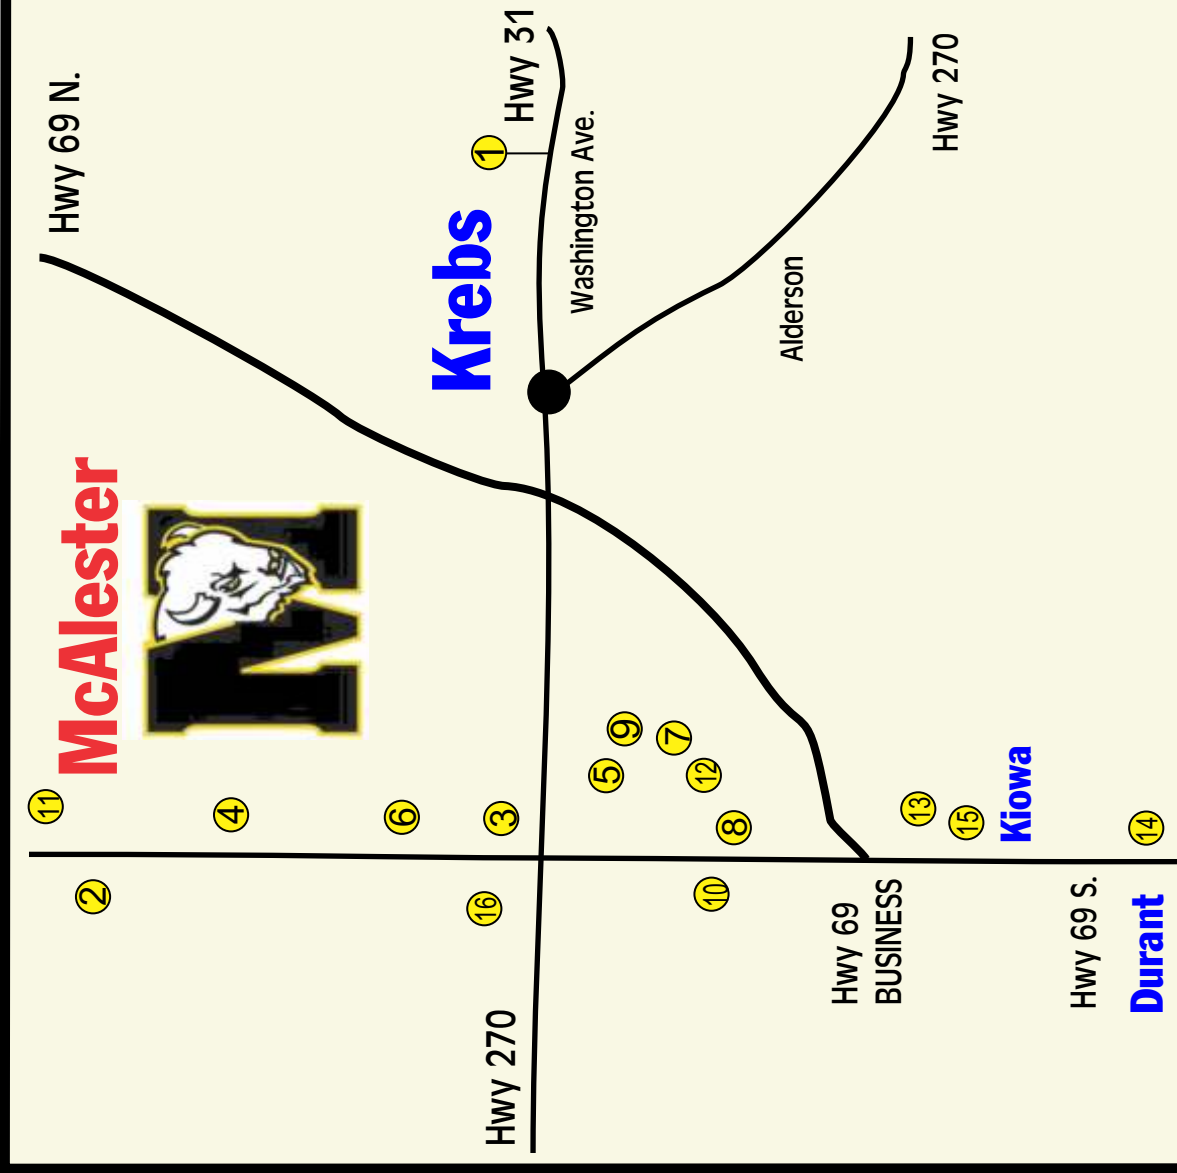 11
Hwy 69 N.
McAlester
2
4
M
6
Krebs
16
1
Hwy 270
3
Hwy 31
Washington Ave.
5
9
7
12
10
8
Alderson
Hwy 69
BUSINESS
13
Hwy 270
15
Kiowa
Hwy 69 S.
Durant
14